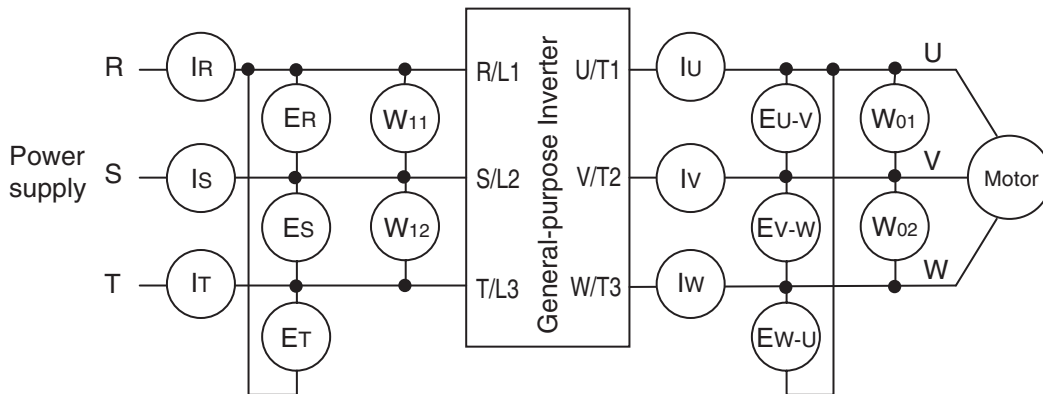 R
IR
R/L1
U/T1
IU
U
ER
W11
EU-V
W01
Power
supply
S
IS
S/L2
General-purpose Inverter
V/T2
IV
V
Motor
ES
W12
EV-W
W02
T
IT
T/L3
W/T3
IW
W
ET
EW-U